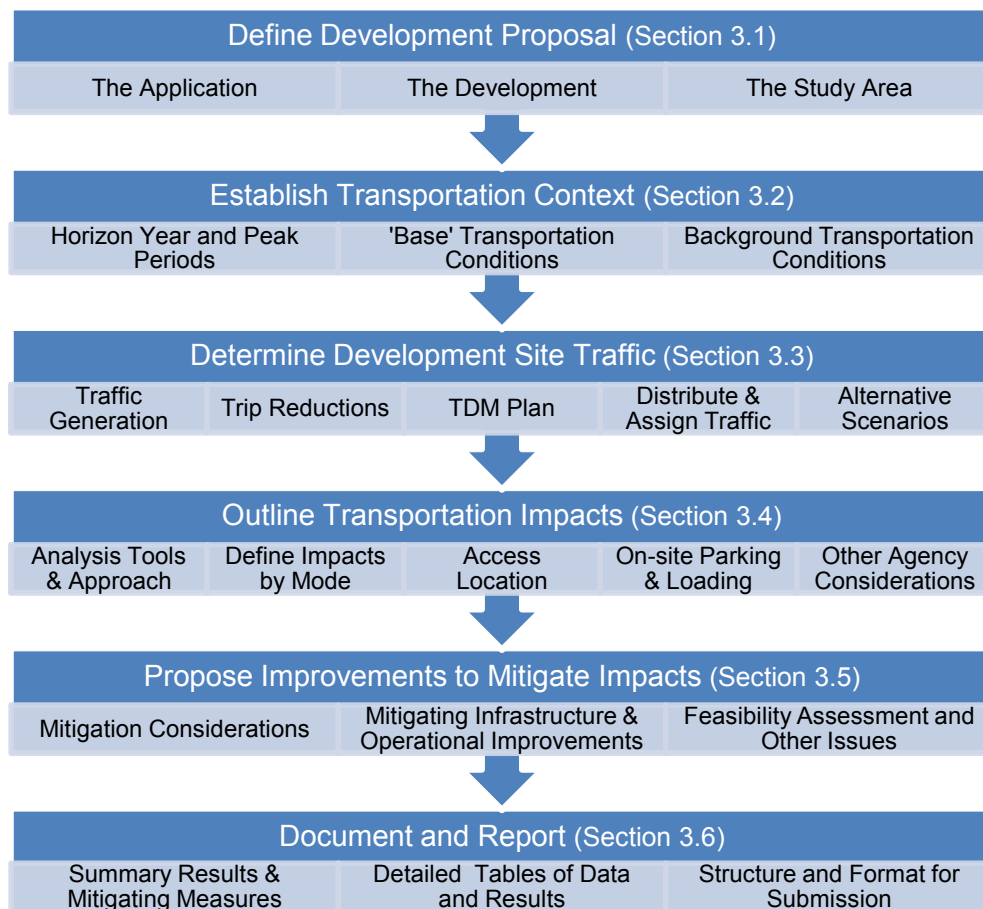 Define Development Proposal (Section 3.1)
The Application
The Development
The Study Area
Establish Transportation Context (Section 3.2)
Horizon Year and Peak
Periods
'Base' Transportation
Conditions
Background Transportation
Conditions
Determine Development Site Traffic (Section 3.3)
Traffic
Generation
Trip Reductions
TDM Plan
Distribute &
Assign Traffic
Alternative
Scenarios
Outline Transportation Impacts (Section 3.4)
Analysis Tools
& Approach
Define Impacts
by Mode
Access
Location
On-site Parking
& Loading
Other Agency
Considerations
Propose Improvements to Mitigate Impacts (Section 3.5)
Mitigation Considerations
Mitigating Infrastructure &
Operational Improvements
Feasibility Assessment and
Other Issues
Document and Report (Section 3.6)
Summary Results &
Mitigating Measures
Detailed Tables of Data
and Results
Structure and Format for
Submission